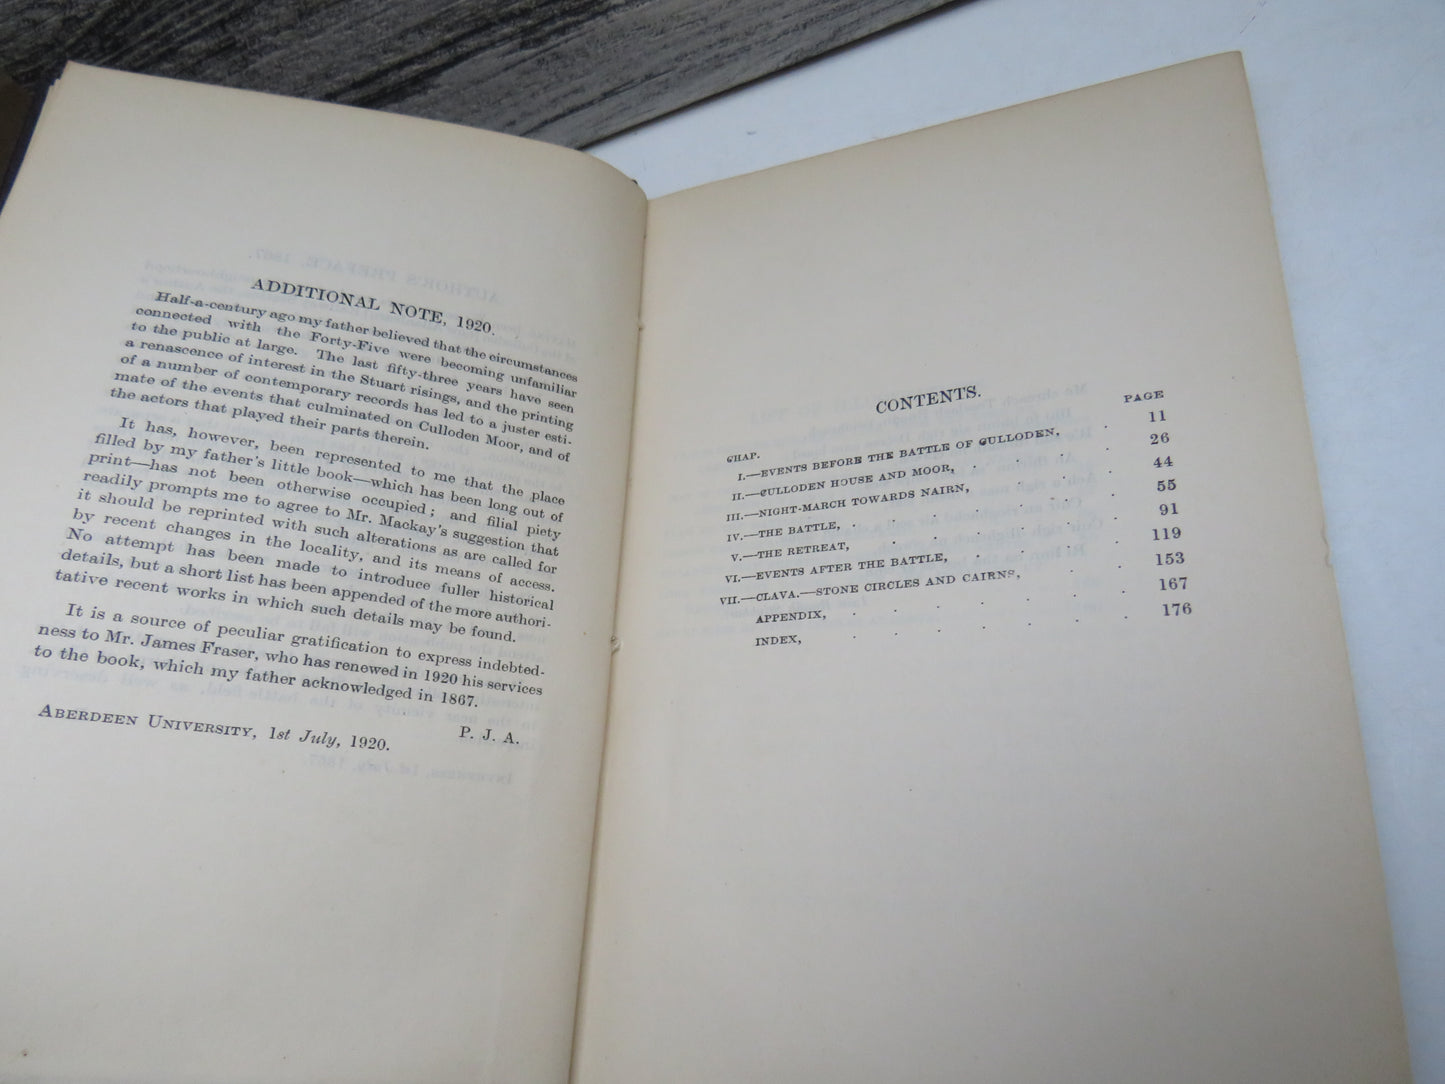 ADDITIONAL NOTE, 1920.
Half-a-century ago my father believed that the circumstances
connected with the Forty-Five were becoming unfamiliar
to the public at large. The last fifty-three years have seen
a renascence of interest in the Stuart risings, and the printing
of a number of contemporary records has led to a juster esti-
mate of the events that culminated on Culloden Moor, and of
the actors that played their parts therein.
It has, however, been represented to me that the place
filled by my father's little book—which has been long out of
print—has not been otherwise occupied; and filial piety
readily prompts me to agree to Mr. Mackay's suggestion that
it should be reprinted with such alterations as are called for
by recent changes in the locality, and its means of access.
No attempt has been made to introduce fuller historical
details, but a short list has been appended of the more authori-
tative recent works in which such details may be found.
It is a source of peculiar gratification to express indebted-
ness to Mr. James Fraser, who has renewed in 1920 his services
to the book, which my father acknowledged in 1867.
P. J. A.
ABERDEEN UNIVERSITY, 1st July, 1920.
CONTENTS.
CHAP. PAGE
I.—EVENTS BEFORE THE BATTLE OF CULLODEN, . 11
II.—CULLODEN HOUSE AND MOOR, . . . . 26
III.—NIGHT-MARCH TOWARDS NAIRN, . . . . 44
IV.—THE BATTLE, . . . . . . 55
V.—THE RETREAT, . . . . . . 91
VI.—EVENTS AFTER THE BATTLE, . . . . 119
VII.—CLAVA.—STONE CIRCLES AND CAIRNS, . . . 153
APPENDIX, . . . . . . . 167
INDEX, . . . . . . . 176